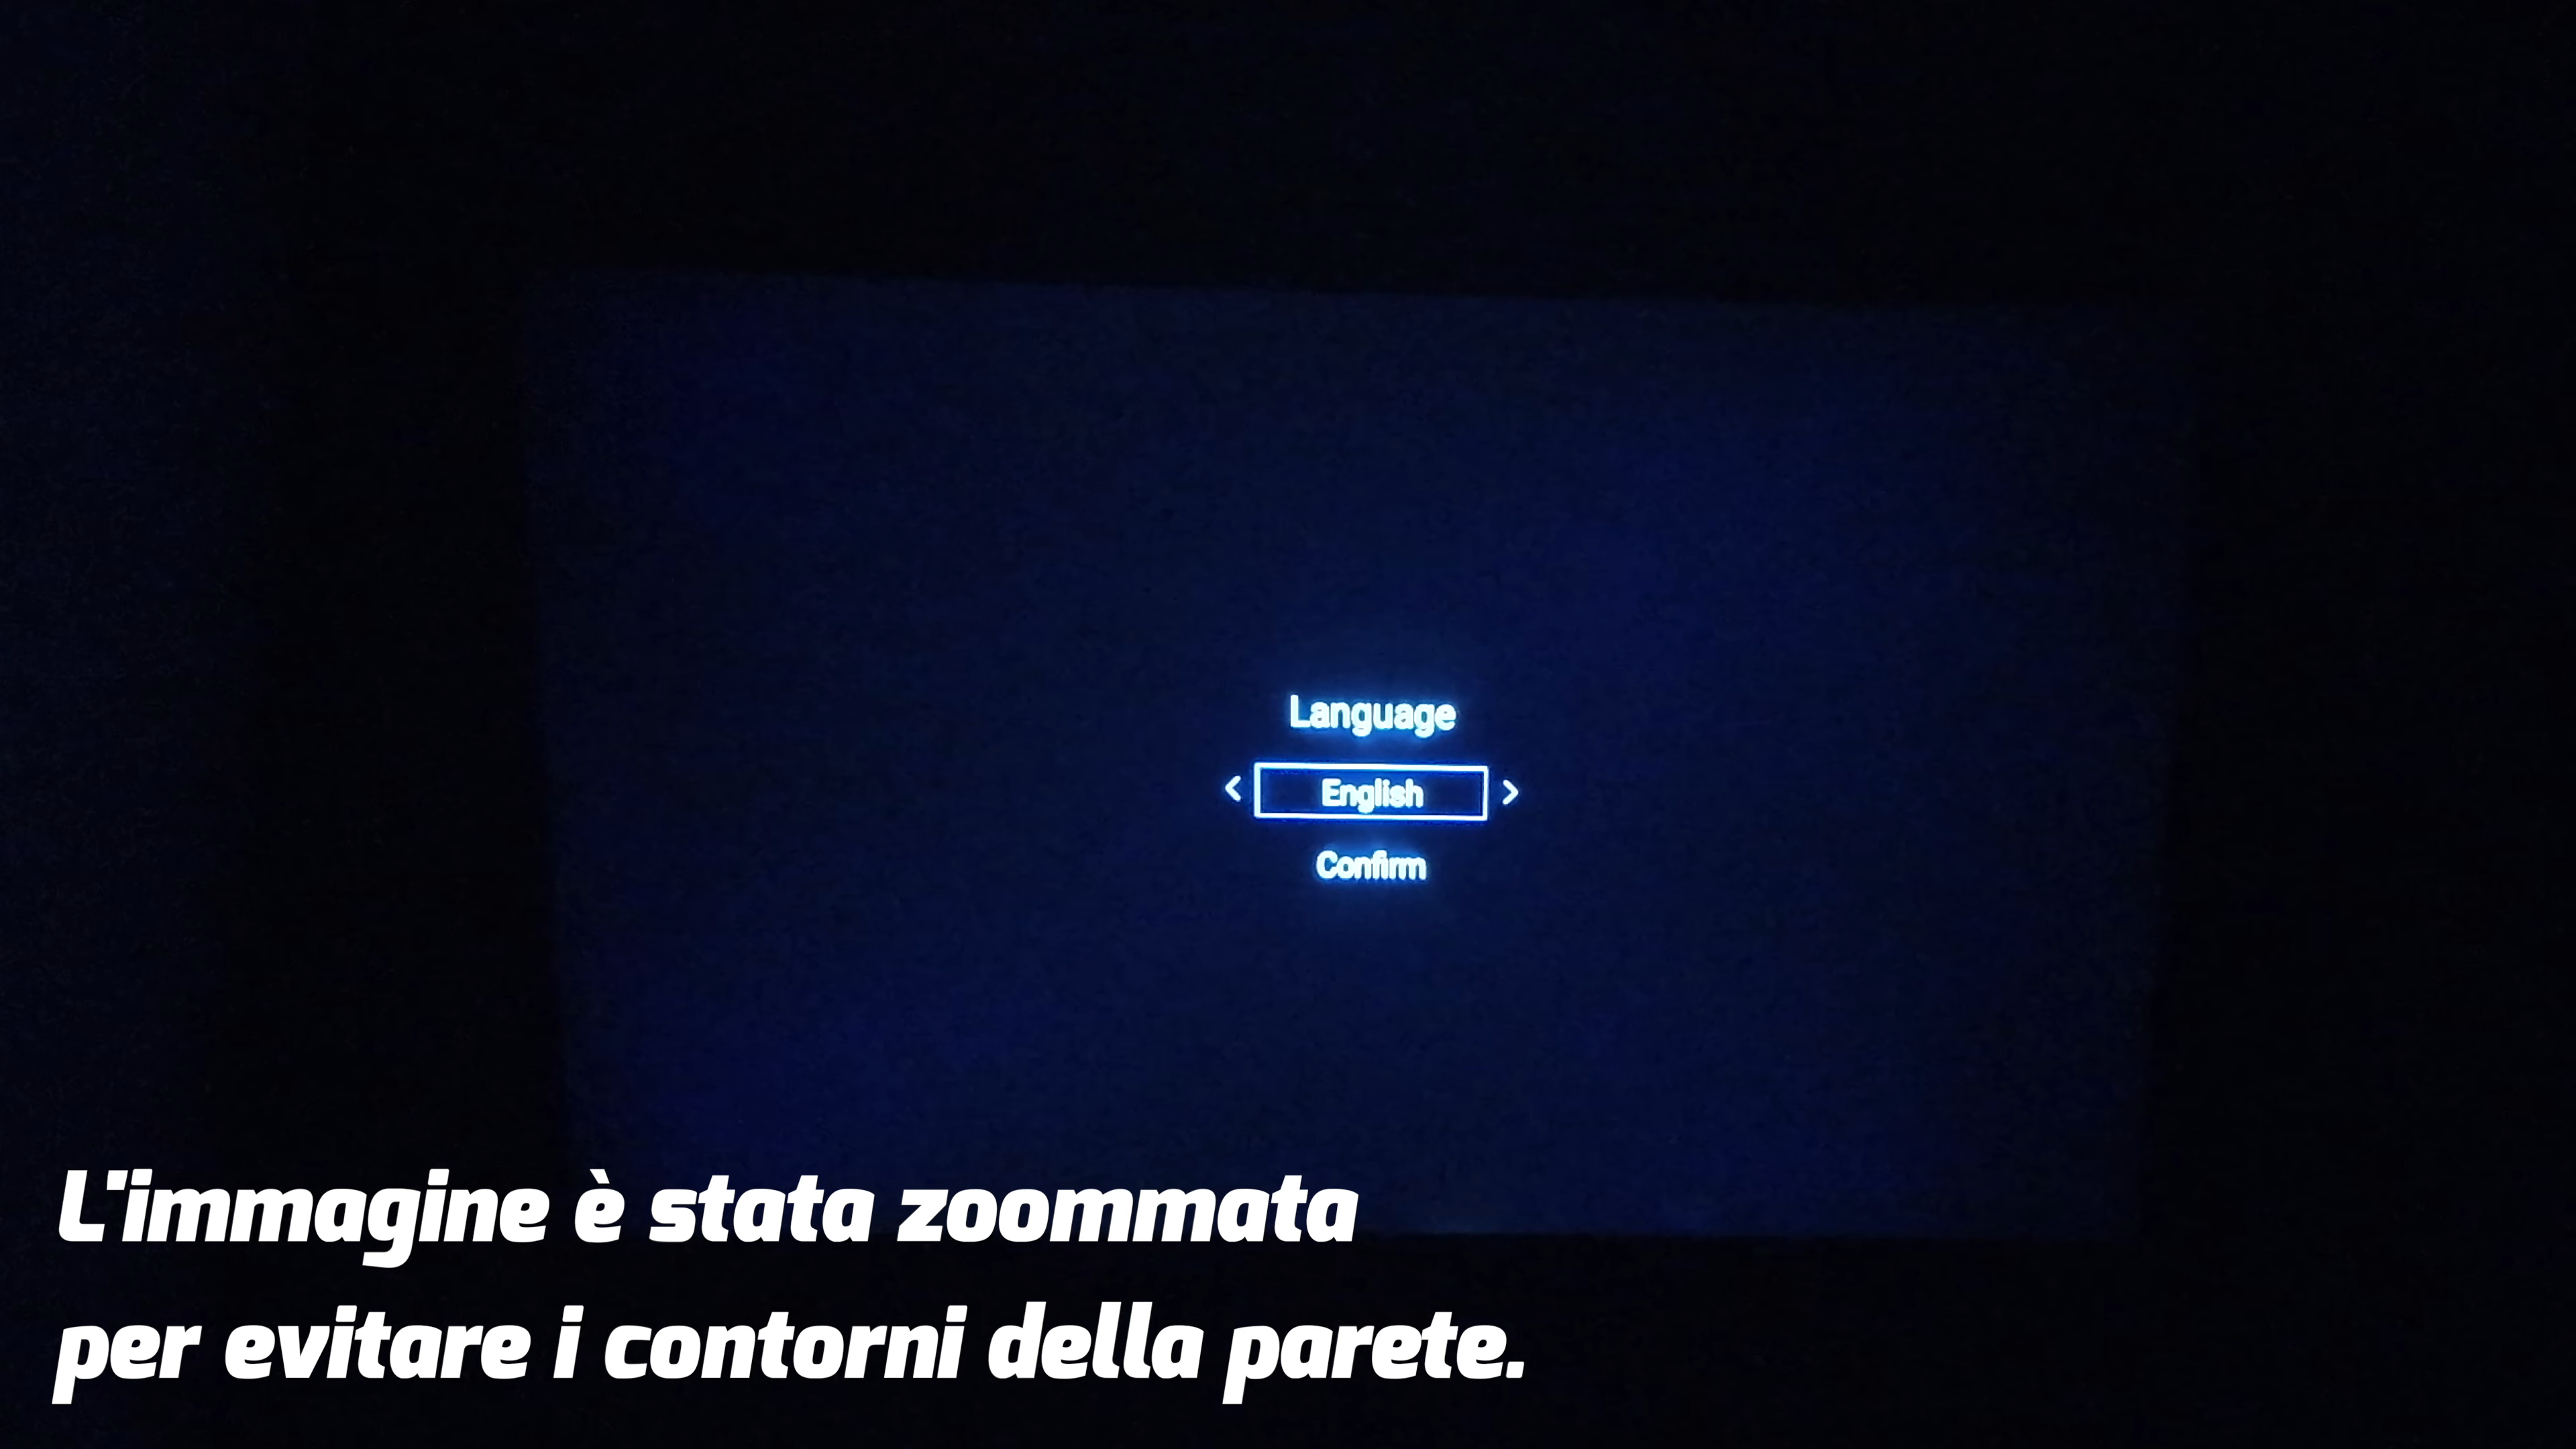 Language
< English >
Confirm
L'immagine è stata zoommata
per evitare i contorni della parete.